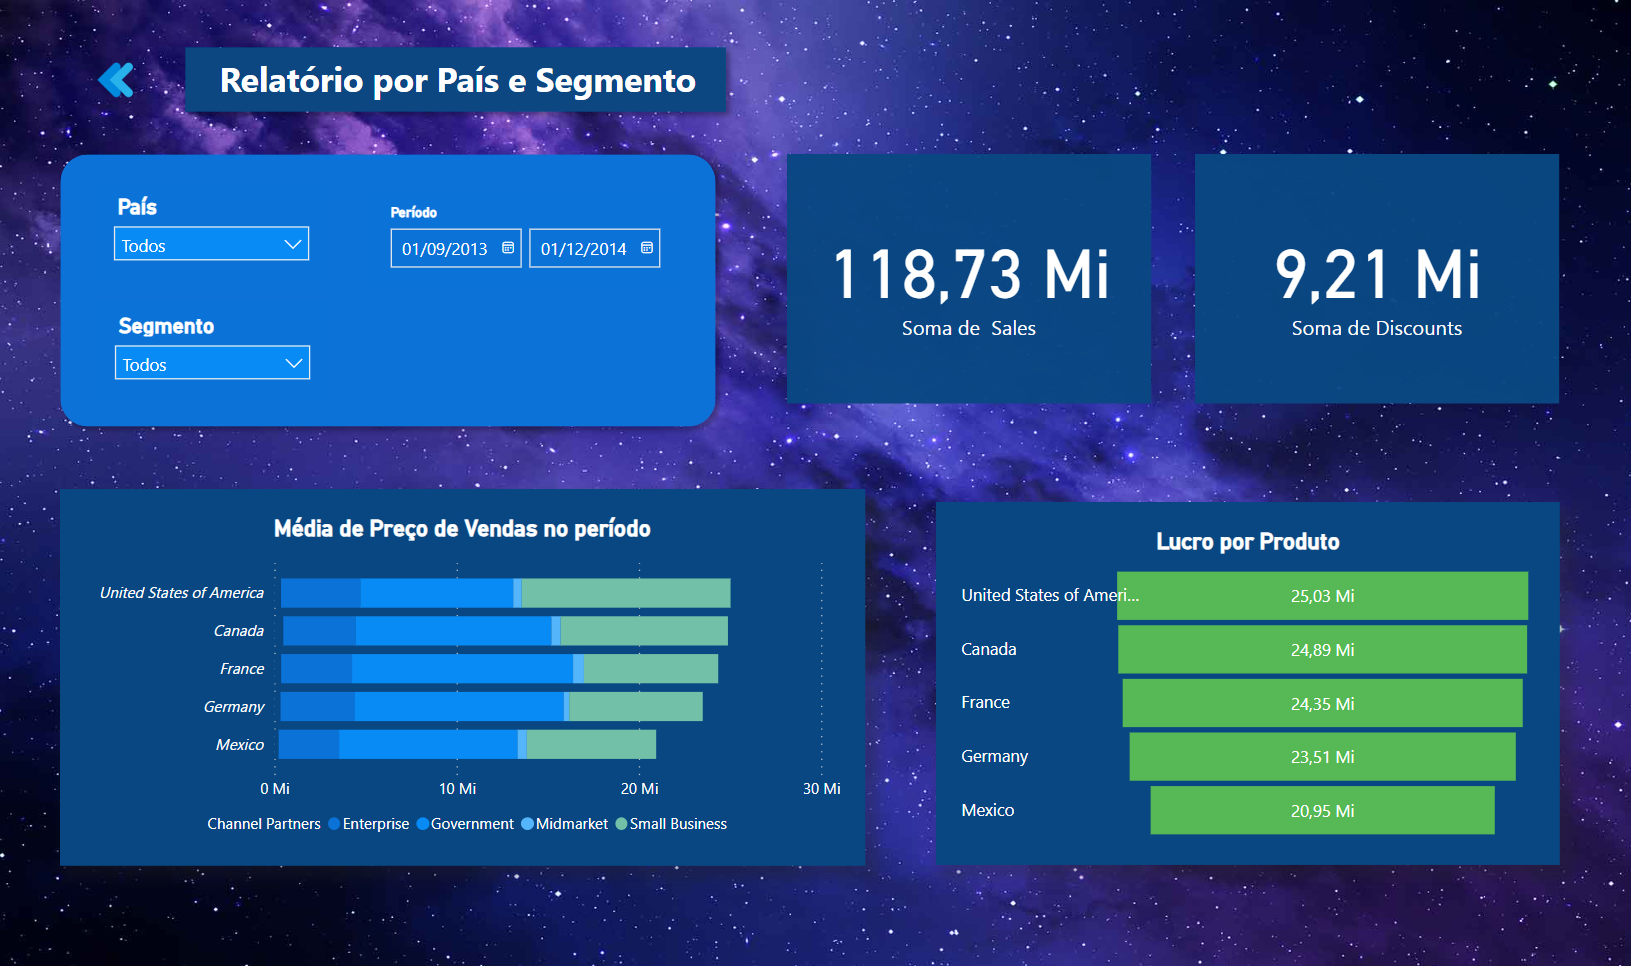 Relatório por País e Segmento
País
Todos
Período
01/09/2013
01/12/2014
Segmento
Todos
118,73 Mi
Soma de  Sales
9,21 Mi
Soma de Discounts
Média de Preço de Vendas no período
United States of America
Canada
France
Germany
Mexico
0 Mi 10 Mi 20 Mi 30 Mi
Channel Partners Enterprise Government Midmarket Small Business
Lucro por Produto
United States of Ameri... 25,03 Mi
Canada 24,89 Mi
France 24,35 Mi
Germany 23,51 Mi
Mexico 20,95 Mi